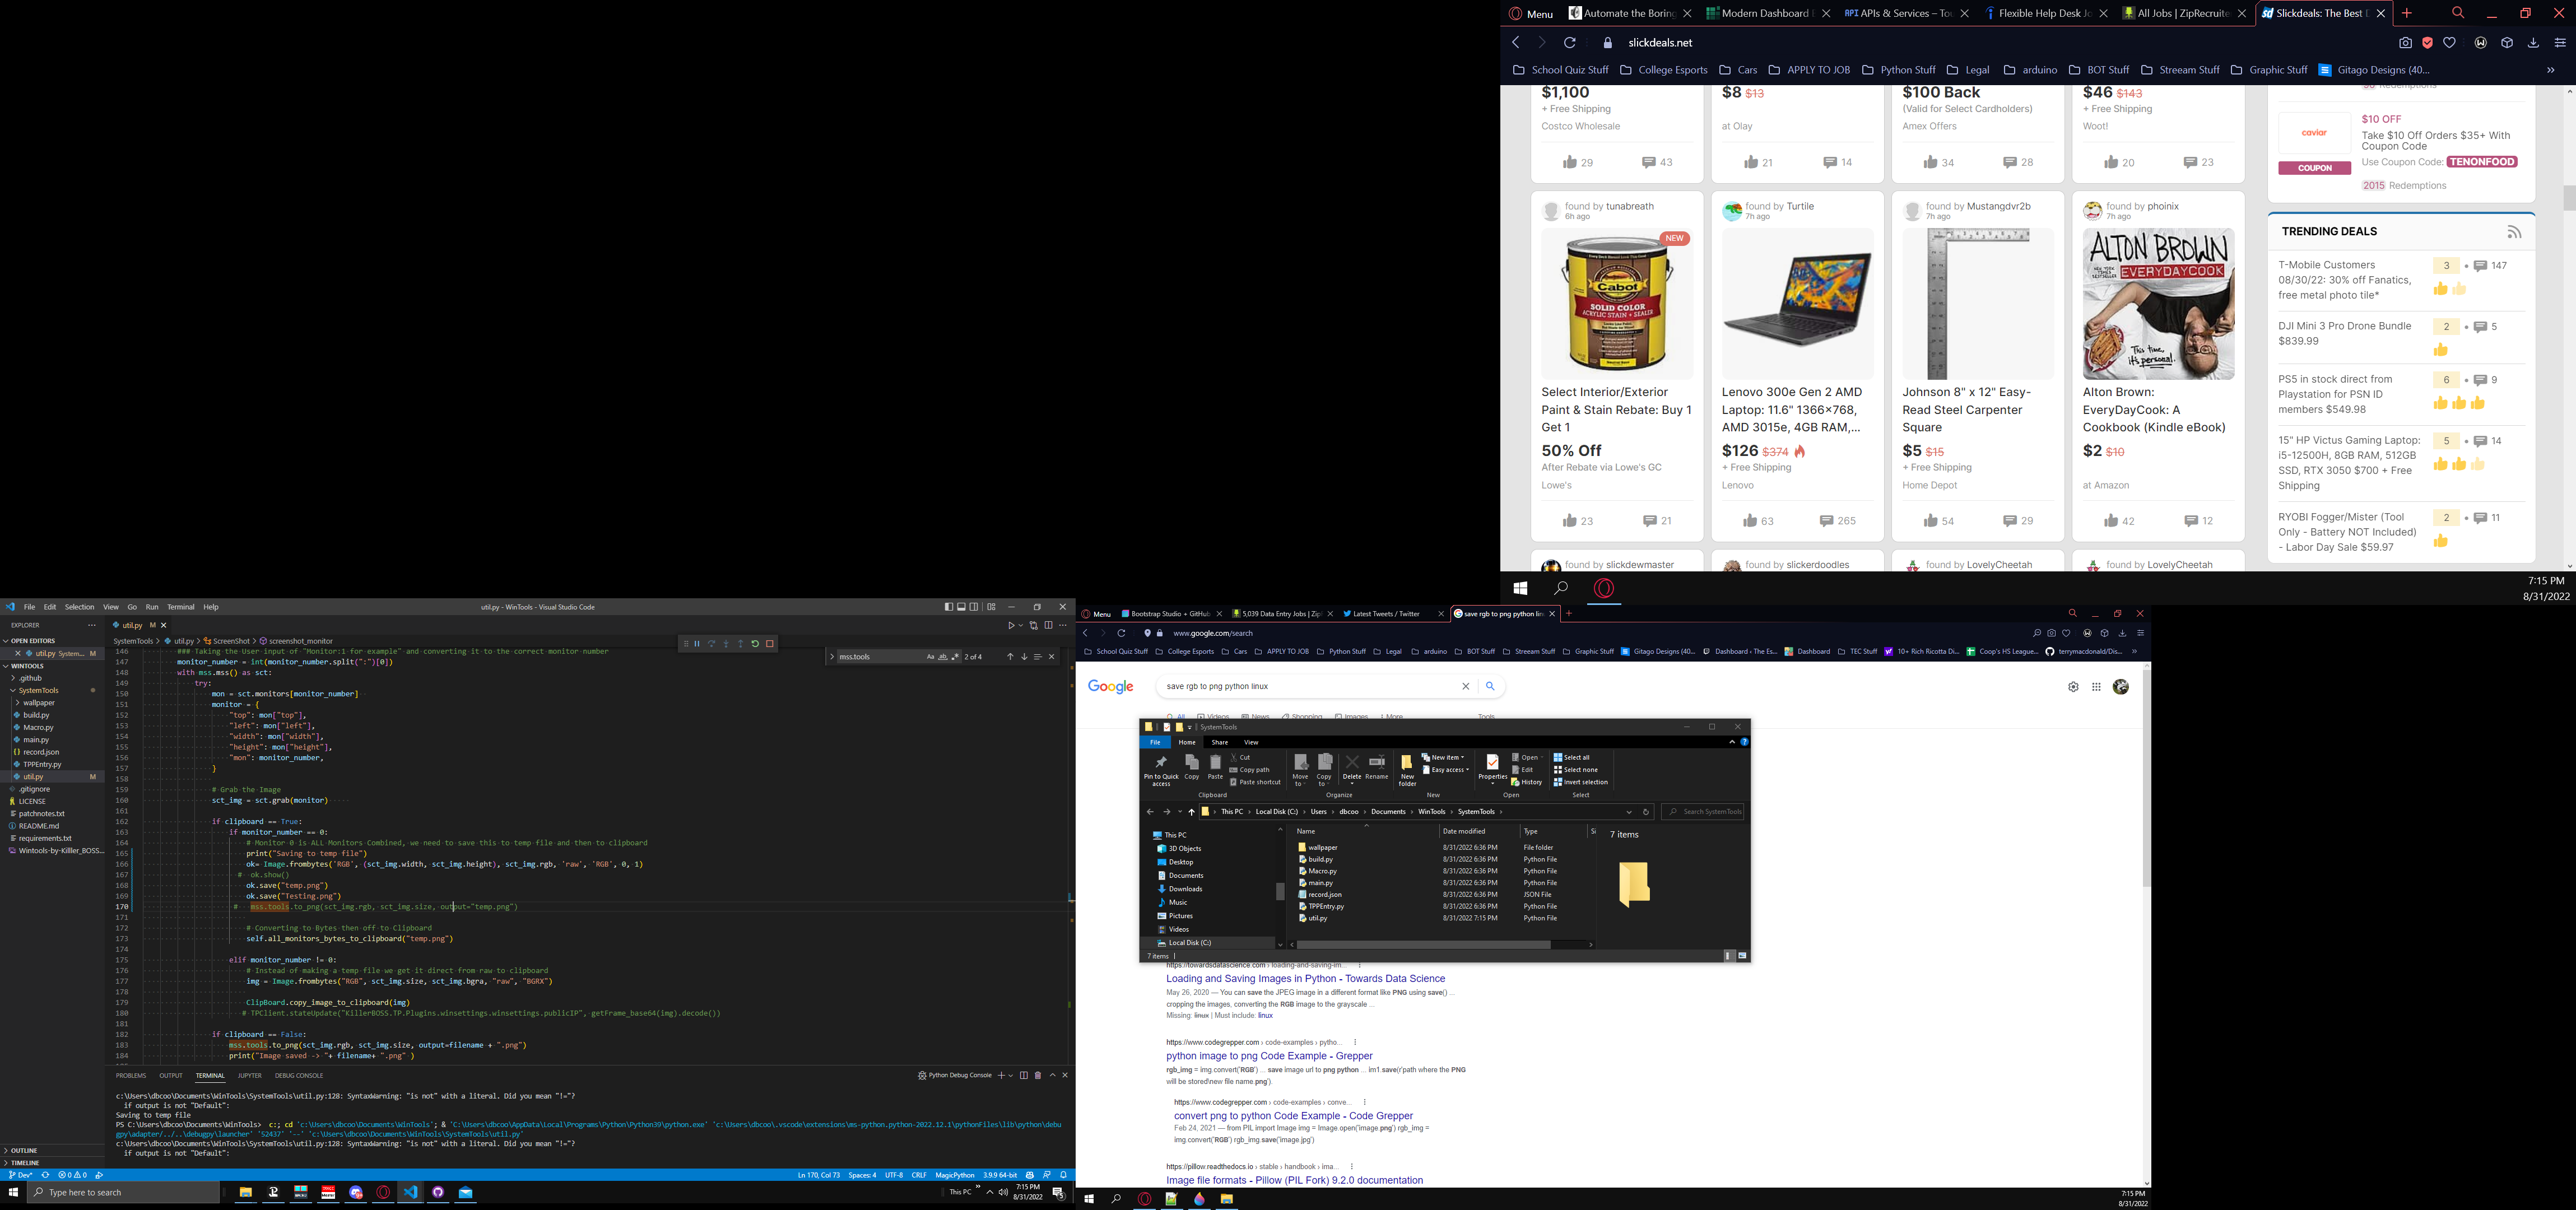 Menu
Automate the Boring
Modern Dashboard
APIs & Services – To
Flexible Help Desk Jo
All Jobs | ZipRecruite
Slickdeals: The Best
slickdeals.net
School Quiz Stuff College Esports Cars APPLY TO JOB Python Stuff Legal arduino BOT Stuff Streeam Stuff Graphic Stuff Gitago Designs (40...
$1,100
+ Free Shipping
Costco Wholesale
29 43
$8 $13
at Olay
21 14
$100 Back
(Valid for Select Cardholders)
Amex Offers
34 28
$46 $143
+ Free Shipping
Woot!
20 23
caviar
COUPON
$10 OFF
Take $10 Off Orders $35+ With
Coupon Code
Use Coupon Code: TENONFOOD
2015 Redemptions
found by tunabreath
6h ago
NEW
Cabot
SOLID COLOR
ACRYLIC STAIN + SEALER
Select Interior/Exterior
Paint & Stain Rebate: Buy 1
Get 1
50% Off
After Rebate via Lowe's GC
Lowe's
23 21
found by Turtile
7h ago
Lenovo 300e Gen 2 AMD
Laptop: 11.6" 1366x768,
AMD 3015e, 4GB RAM,...
$126 $374
+ Free Shipping
Lenovo
63 265
found by Mustangdvr2b
7h ago
Johnson 8" x 12" Easy-
Read Steel Carpenter
Square
$5 $15
+ Free Shipping
Home Depot
54 29
found by phoinix
7h ago
ALTON BROWN
EVERYDAYCOOK
This time,
it's personal.
Alton Brown:
EveryDayCook: A
Cookbook (Kindle eBook)
$2 $10
at Amazon
42 12
TRENDING DEALS
T-Mobile Customers
08/30/22: 30% off Fanatics,
free metal photo tile*
3 • 147
DJI Mini 3 Pro Drone Bundle
$839.99
2 • 5
PS5 in stock direct from
Playstation for PSN ID
members $549.98
6 • 9
15" HP Victus Gaming Laptop:
i5-12500H, 8GB RAM, 512GB
SSD, RTX 3050 $700 + Free
Shipping
5 • 14
RYOBI Fogger/Mister (Tool
Only - Battery NOT Included)
- Labor Day Sale $59.97
2 • 11
found by slickdewmaster
found by slickerdoodles
found by LovelyCheetah
found by LovelyCheetah
7:15 PM
8/31/2022
File Edit Selection View Go Run Terminal Help
util.py - WinTools - Visual Studio Code
EXPLORER
OPEN EDITORS
util.py System... M
WINTOOLS
.github
SystemTools
wallpaper
build.py
Macro.py
main.py
record.json
TPPEntry.py
util.py M
.gitignore
LICENSE
patchnotes.txt
README.md
requirements.txt
Wintools-by-Killler_BOSS...
OUTLINE
TIMELINE
util.py M
SystemTools > util.py > ScreenShot > screenshot_monitor
mss.tools Aa ab 2 of 4
146 ### Taking the User input of "Monitor:1 for example" and converting it to the correct monitor number
147 monitor_number = int(monitor_number.split(":")[0])
148 with mss.mss() as sct:
149 try:
150 mon = sct.monitors[monitor_number]
151 monitor = {
152 "top": mon["top"],
153 "left": mon["left"],
154 "width": mon["width"],
155 "height": mon["height"],
156 "mon": monitor_number,
157 }
158
159 # Grab the Image
160 sct_img = sct.grab(monitor)
161
162 if clipboard == True:
163 if monitor_number == 0:
164 # Monitor 0 is ALL Monitors Combined, we need to save this to temp file and then to clipboard
165 print("Saving to temp file")
166 ok= Image.frombytes('RGB', (sct_img.width, sct_img.height), sct_img.rgb, 'raw', 'RGB', 0, 1)
167 # ok.show()
168 ok.save("temp.png")
169 ok.save("Testing.png")
170 # mss.tools.to_png(sct_img.rgb, sct_img.size, output="temp.png")
171
172 # Converting to Bytes then off to Clipboard
173 self.all_monitors_bytes_to_clipboard("temp.png")
174
175 elif monitor_number != 0:
176 # Instead of making a temp file we get it direct from raw to clipboard
177 img = Image.frombytes("RGB", sct_img.size, sct_img.bgra, "raw", "BGRX")
178
179 ClipBoard.copy_image_to_clipboard(img)
180 # TPClient.stateUpdate("KillerBOSS.TP.Plugins.winsettings.winsettings.publicIP", getFrame_base64(img).decode())
181
182 if clipboard == False:
183 mss.tools.to_png(sct_img.rgb, sct_img.size, output=filename + ".png")
184 print("Image saved -> "+ filename+ ".png" )
PROBLEMS OUTPUT TERMINAL JUPYTER DEBUG CONSOLE
Python Debug Console
c:\Users\dbcoo\Documents\WinTools\SystemTools\util.py:128: SyntaxWarning: "is not" with a literal. Did you mean "!="?
if output is not "Default":
Saving to temp file
PS C:\Users\dbcoo\Documents\WinTools> c:; cd 'c:\Users\dbcoo\Documents\WinTools'; & 'C:\Users\dbcoo\AppData\Local\Programs\Python\Python39\python.exe' 'c:\Users\dbcoo\.vscode\extensions\ms-python.python-2022.12.1\pythonFiles\lib\python\debu
gpy\adapter/../..\debugpy\launcher' '52437' '--' 'c:\Users\dbcoo\Documents\WinTools\SystemTools\util.py'
c:\Users\dbcoo\Documents\WinTools\SystemTools\util.py:128: SyntaxWarning: "is not" with a literal. Did you mean "!="?
if output is not "Default":
Dev* 0 0 0
Ln 170, Col 73 Spaces: 4 UTF-8 CRLF MagicPython 3.9.9 64-bit
Type here to search
This PC
7:15 PM
8/31/2022
Menu
Bootstrap Studio + GitHub
5,039 Data Entry Jobs | Zip
Latest Tweets / Twitter
save rgb to png python lin
www.google.com/search
School Quiz Stuff College Esports Cars APPLY TO JOB Python Stuff Legal arduino BOT Stuff Streeam Stuff Graphic Stuff Gitago Designs (40... Dashboard ‹ The Es... Dashboard TEC Stuff 10+ Rich Ricotta Di... Coop's HS League... terrymacdonald/Dis...
Google
save rgb to png python linux
All Videos News Shopping Images More Tools
SystemTools
File Home Share View
Pin to Quick access
Copy
Paste
Cut
Copy path
Paste shortcut
Move to
Copy to
Delete
Rename
New folder
New item
Easy access
Properties
Open
Edit
History
Select all
Select none
Invert selection
Clipboard Organize New Open Select
This PC > Local Disk (C:) > Users > dbcoo > Documents > WinTools > SystemTools
Search SystemTools
This PC
3D Objects
Desktop
Documents
Downloads
Music
Pictures
Videos
Local Disk (C:)
Name Date modified Type Si
wallpaper 8/31/2022 6:36 PM File folder
build.py 8/31/2022 6:36 PM Python File
Macro.py 8/31/2022 6:36 PM Python File
main.py 8/31/2022 6:36 PM Python File
record.json 8/31/2022 6:36 PM JSON File
TPPEntry.py 8/31/2022 6:36 PM Python File
util.py 8/31/2022 7:15 PM Python File
7 items
7 items
https://towardsdatascience.com › loading-and-saving-im...
Loading and Saving Images in Python - Towards Data Science
May 26, 2020 — You can save the JPEG image in a different format like PNG using save() ...
cropping the images, converting the RGB image to the grayscale ...
Missing: linux | Must include: linux
https://www.codegrepper.com › code-examples › pytho...
python image to png Code Example - Grepper
rgb_img = img convert('RGB') ... save image url to png python ... im1.save(r'path where the PNG
will be stored\new file name.png').
https://www.codegrepper.com › code-examples › conve...
convert png to python Code Example - Code Grepper
Feb 24, 2021 — from PIL import Image img = Image.open('image.png') rgb_img =
img.convert('RGB') rgb_img.save('image.jpg')
https://pillow.readthedocs.io › stable › handbook › ima...
Image file formats - Pillow (PIL Fork) 9.2.0 documentation
7:15 PM
8/31/2022